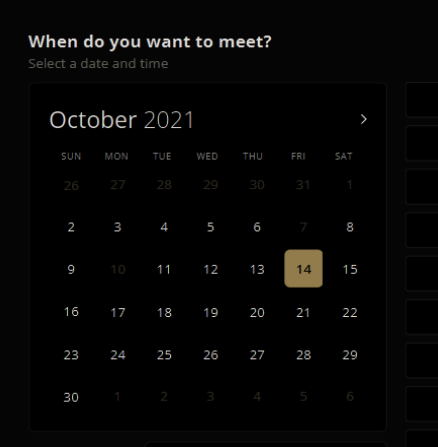 When do you want to meet?
Select a date and time
October 2021 >
SUN MON TUE WED THU FRI SAT
26 27 28 29 30 31 1
2 3 4 5 6 7 8
9 10 11 12 13 14 15
16 17 18 19 20 21 22
23 24 25 26 27 28 29
30 1 2 3 4 5 6